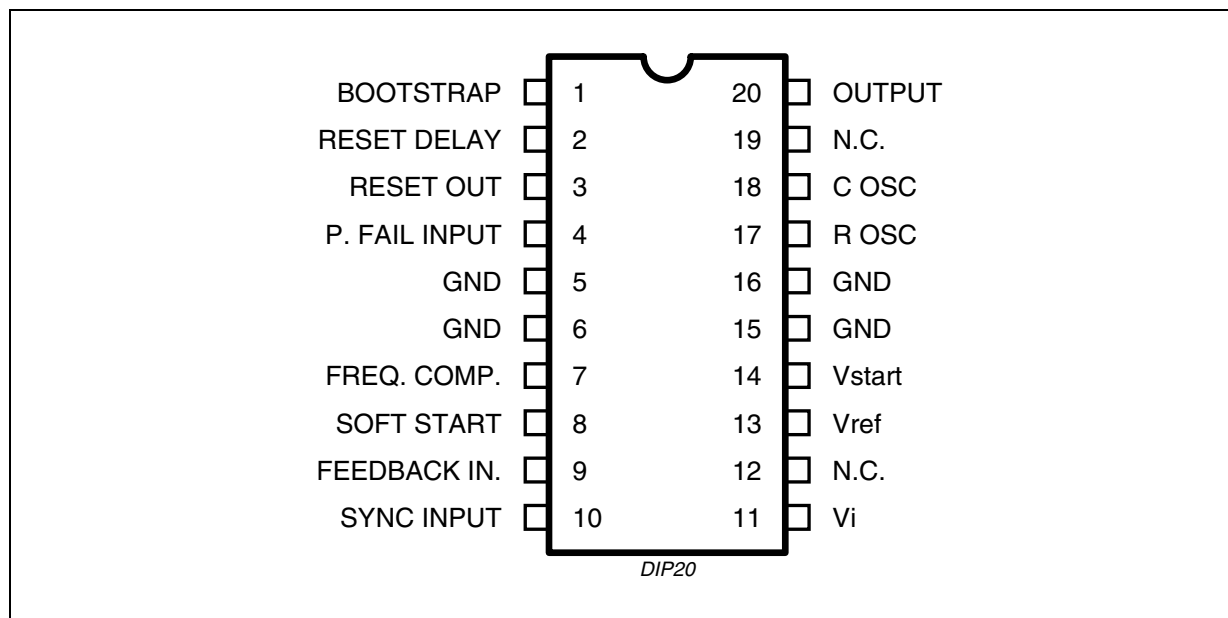 BOOTSTRAP 1 20 OUTPUT
RESET DELAY 2 19 N.C.
RESET OUT 3 18 C OSC
P. FAIL INPUT 4 17 R OSC
GND 5 16 GND
GND 6 15 GND
FREQ. COMP. 7 14 Vstart
SOFT START 8 13 Vref
FEEDBACK IN. 9 12 N.C.
SYNC INPUT 10 11 Vi
DIP20